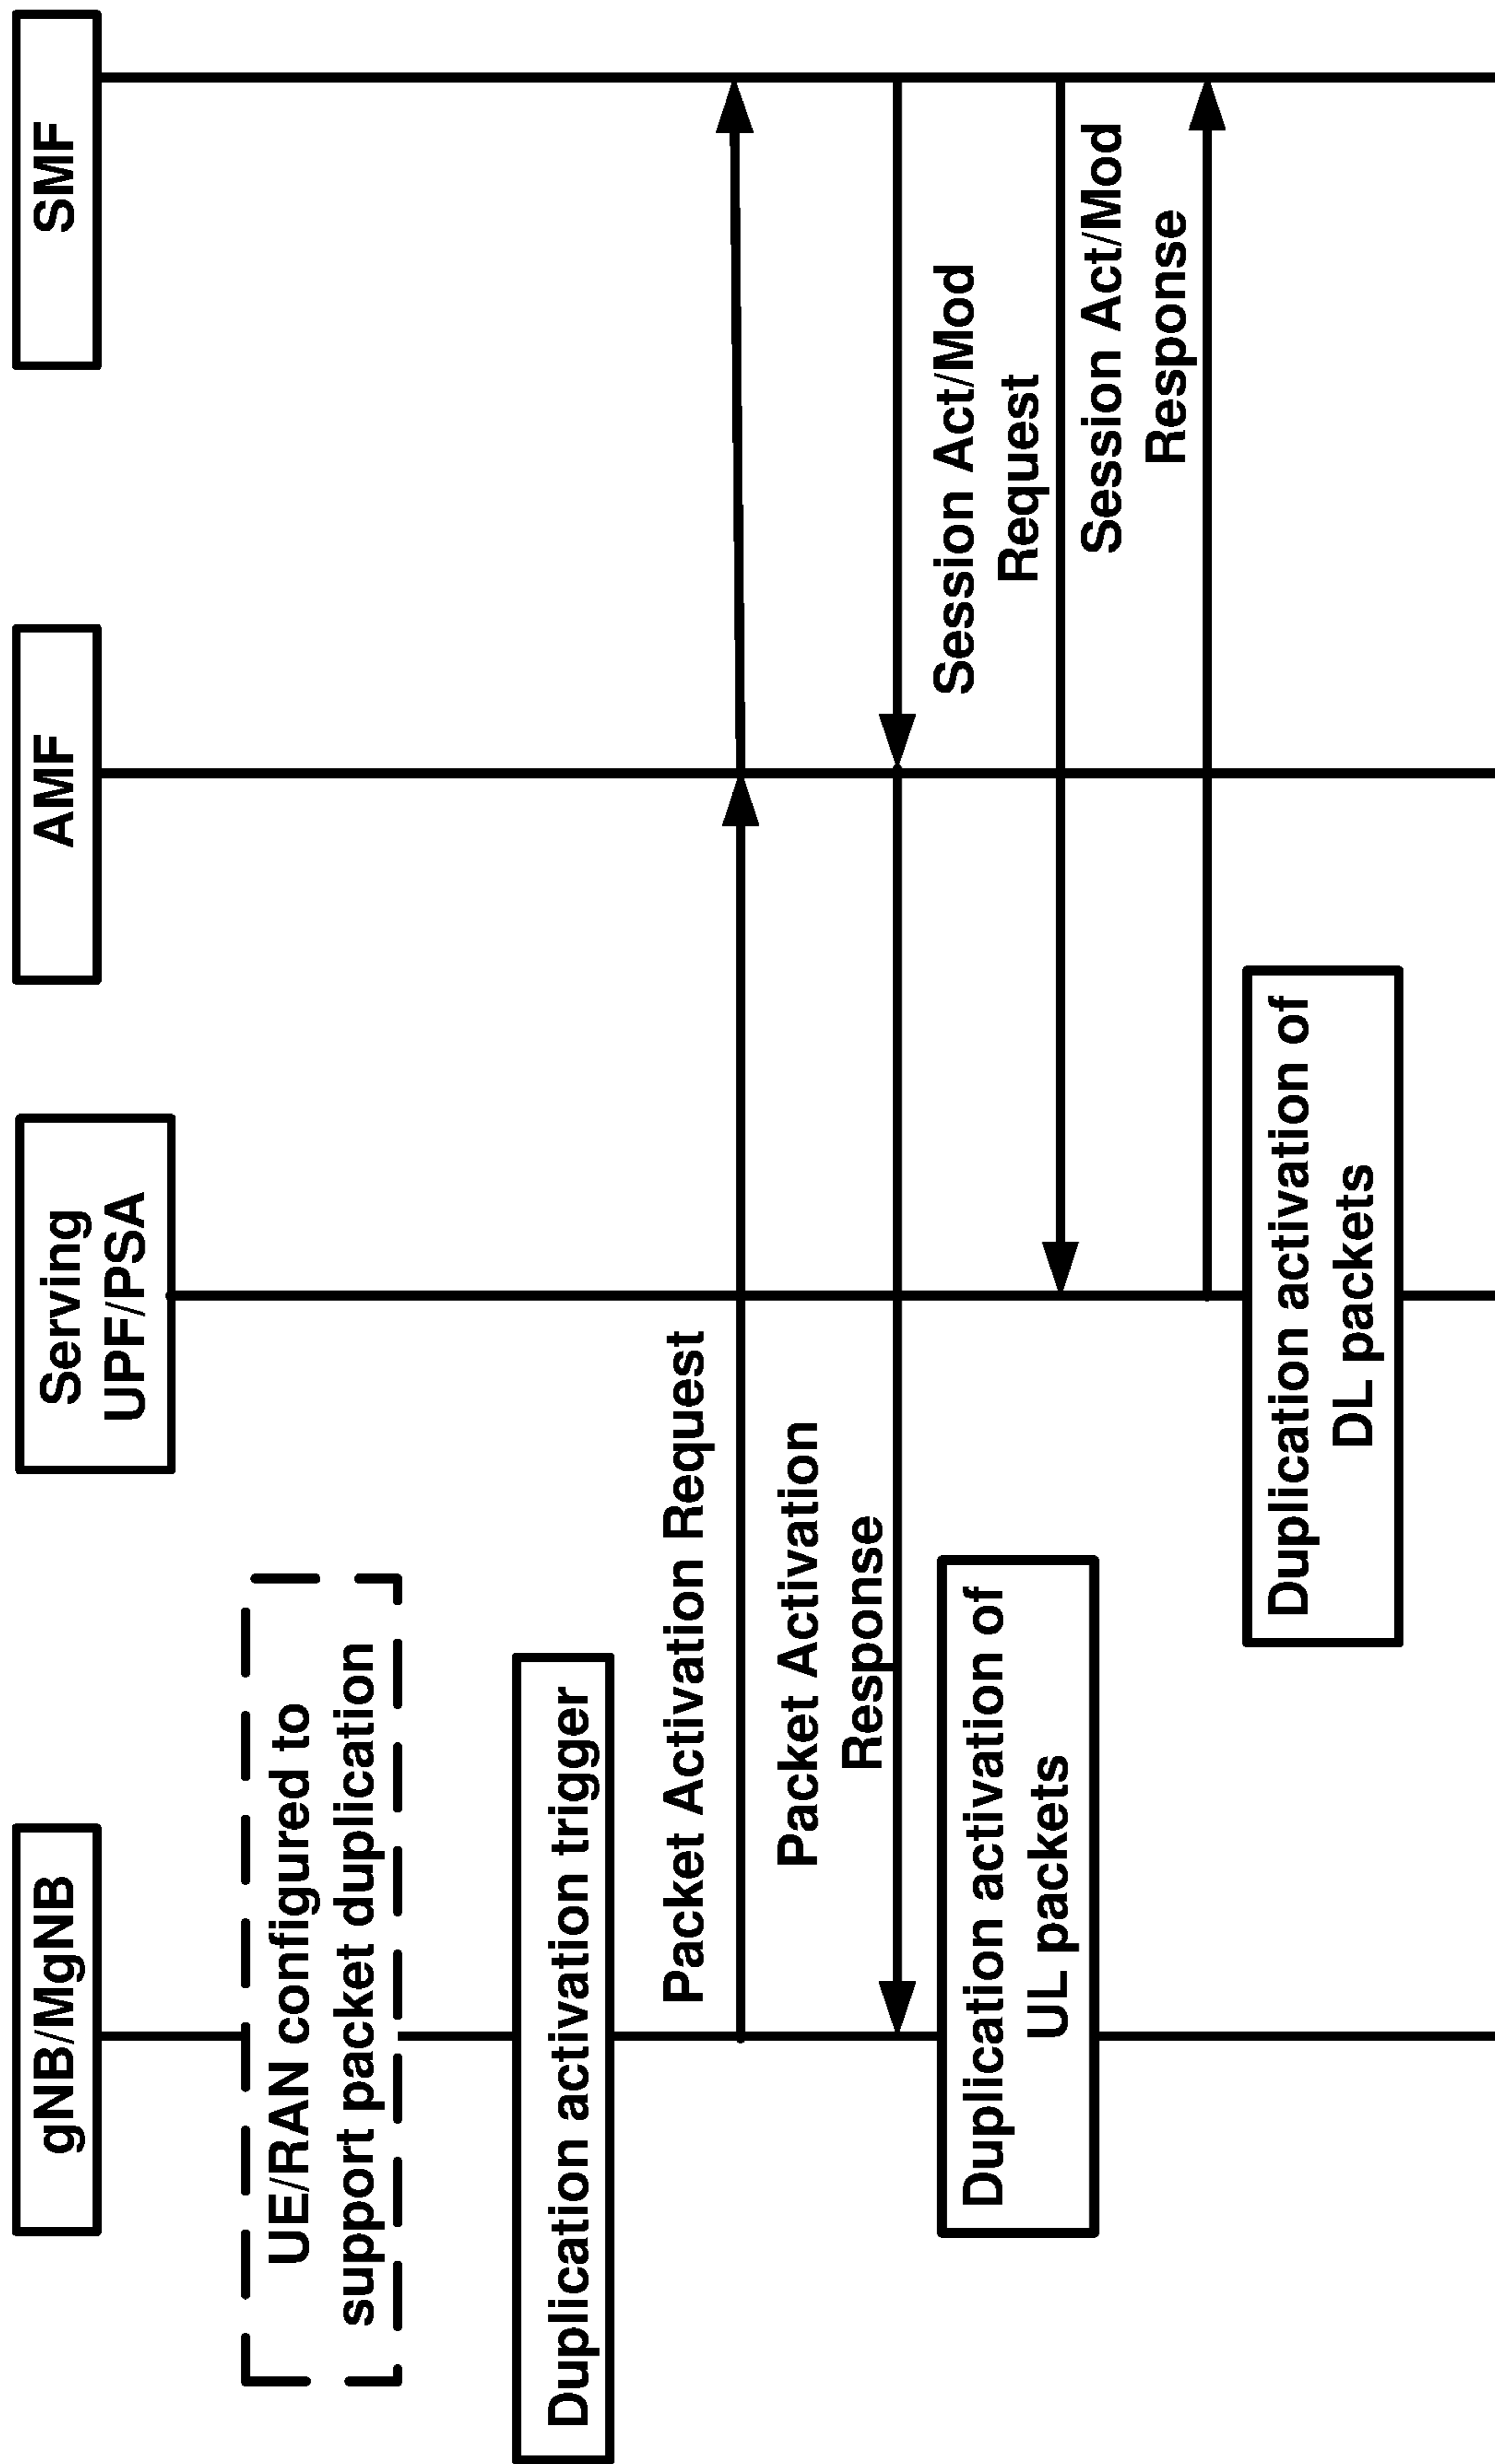 gNB/MgNB
Serving
UPF/PSA
AMF
SMF
UE/RAN configured to
support packet duplication
Duplication activation trigger
Packet Activation Request
Packet Activation
Response
Session Act/Mod
Request
Duplication activation of
UL packets
Session Act/Mod
Response
Duplication activation of
DL packets